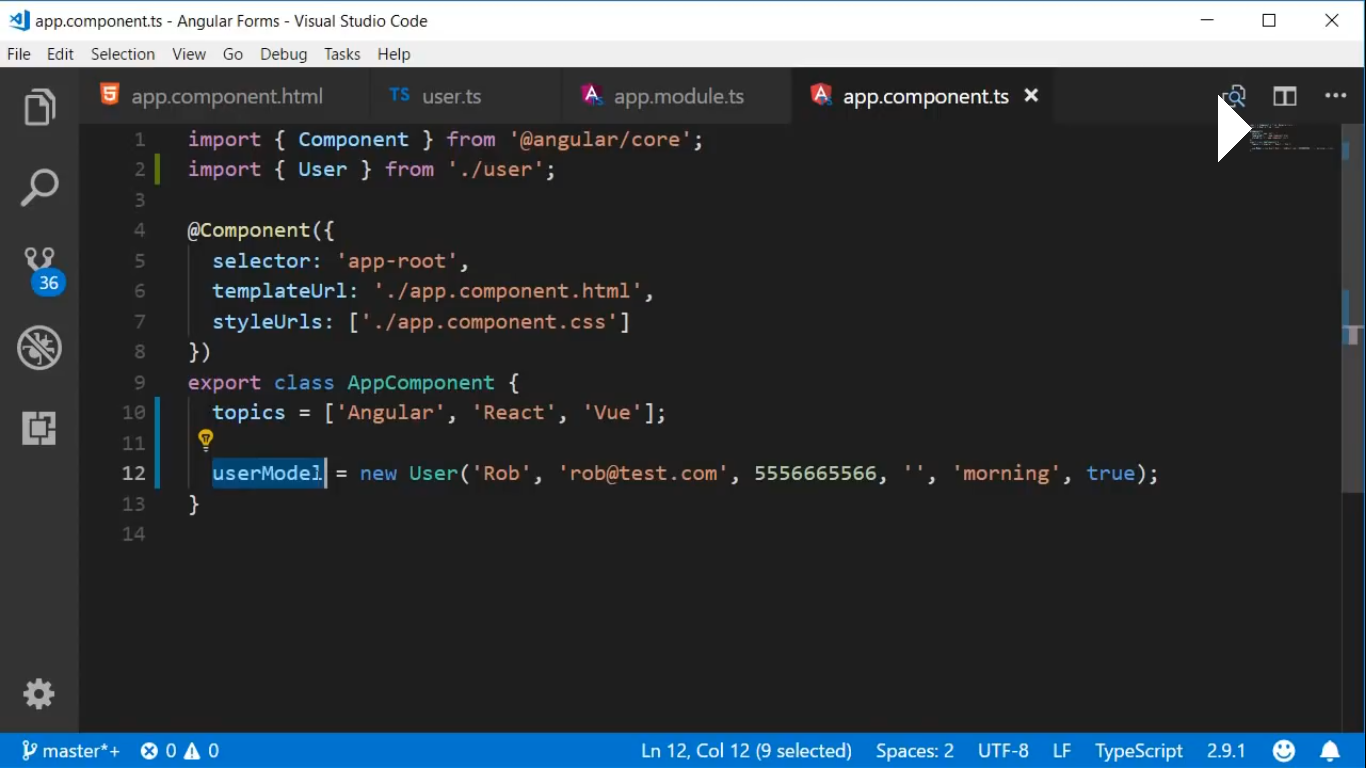 app.component.ts - Angular Forms - Visual Studio Code
File Edit Selection View Go Debug Tasks Help
app.component.html TS user.ts app.module.ts app.component.ts
1 import { Component } from '@angular/core';
2 import { User } from './user';
3
4 @Component({
5 selector: 'app-root',
6 templateUrl: './app.component.html',
7 styleUrls: ['./app.component.css']
8 })
9 export class AppComponent {
10 topics = ['Angular', 'React', 'Vue'];
11
12 userModel = new User('Rob', 'rob@test.com', 5556665566, '', 'morning', true);
13 }
14
36
master*+ 0 0 Ln 12, Col 12 (9 selected) Spaces: 2 UTF-8 LF TypeScript 2.9.1